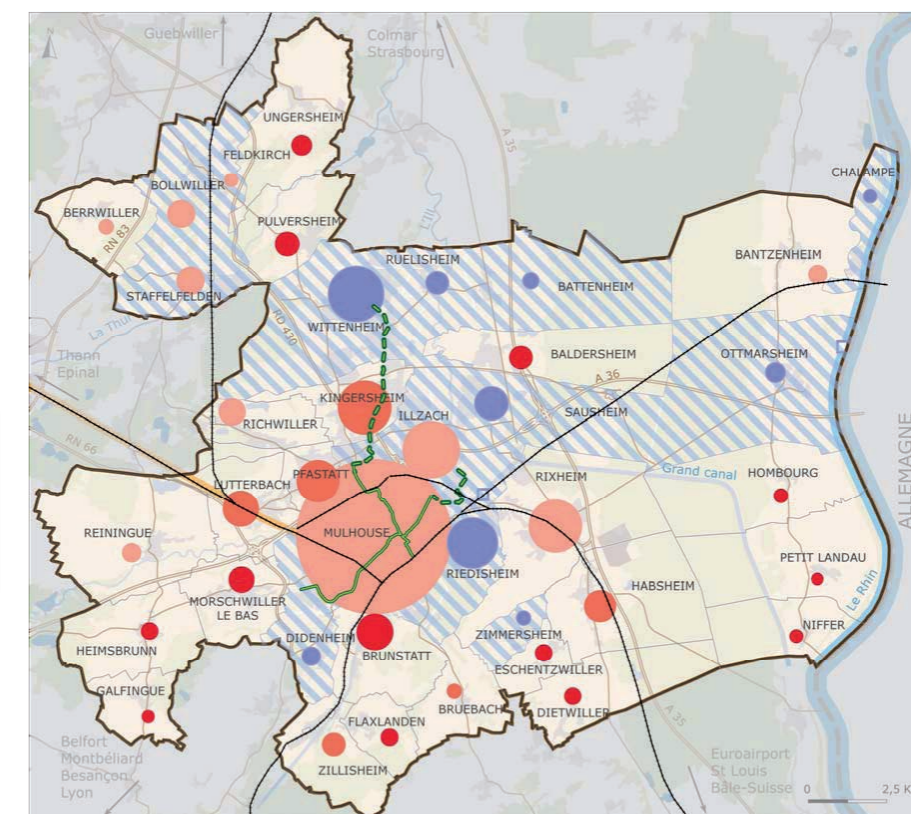 N
Guebwiller
Colmar
Strasbourg
A 35
UNGERSHEIM
FELDKIRCH
CHALAMPE
BOLLWILLER
BERRWILLER
RN 83
PULVERSHEIM
L'Ill
RUELISHEIM
BANTZENHEIM
BATTENHEIM
STAFFELFELDEN
WITTENHEIM
La Thur
RD 430
Thann
Epinal
BALDERSHEIM
OTTMARSHEIM
A 36
KINGERSHEIM
ILLZACH
SAUSHEIM
RICHWILLER
RN 66
PFASTATT
LUTTERBACH
RIXHEIM
Grand canal
HOMBOURG
ALLEMAGNE
REININGUE
MULHOUSE
PETIT LANDAU
RIEDISHEIM
Le Rhin
HABSHEIM
MORSCHWILLER
LE BAS
NIFFER
DIDENHEIM
ZIMMERSHEIM
HEIMSBRUNN
BRUNSTATT
ESCHENTZWILLER
GALFINGUE
BRUEBACH
DIETWILLER
A 35
FLAXLANDEN
ZILLISHEIM
Belfort
Montbéliard
Besançon
Lyon
Euroairport
St Louis
Bâle-Suisse
0 2,5 K